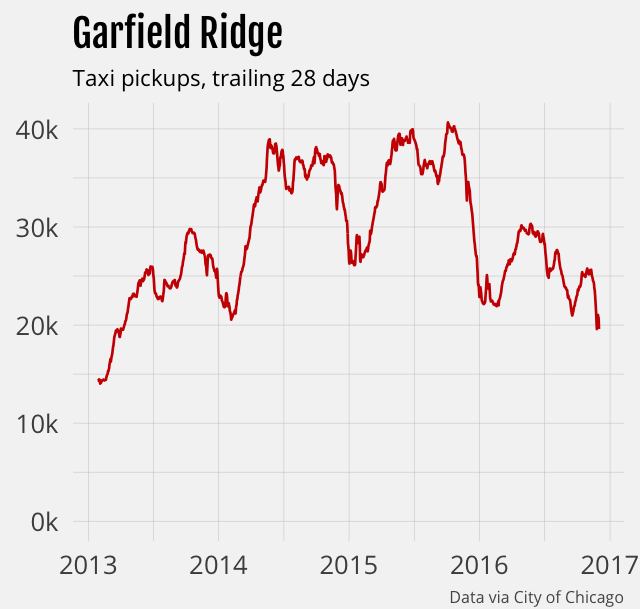 Garfield Ridge
Taxi pickups, trailing 28 days
40k
30k
20k
10k
0k
2013 2014 2015 2016 2017
Data via City of Chicago